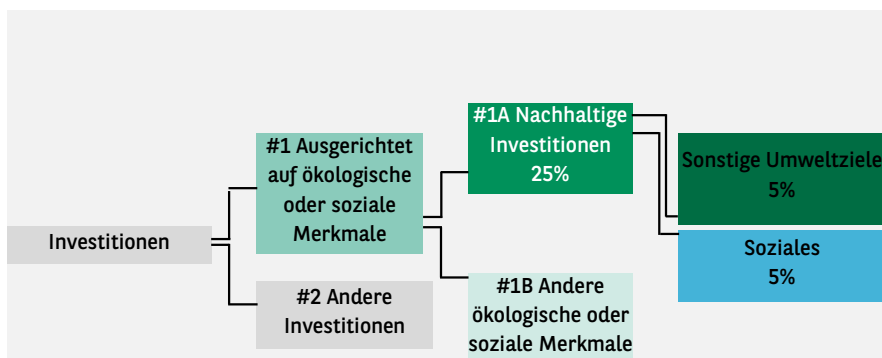 Investitionen
#1 Ausgerichtet
auf ökologische
oder soziale
Merkmale
#2 Andere
Investitionen
#1A Nachhaltige
Investitionen
25%
#1B Andere
ökologische oder
soziale Merkmale
Sonstige Umweltziele
5%
Soziales
5%